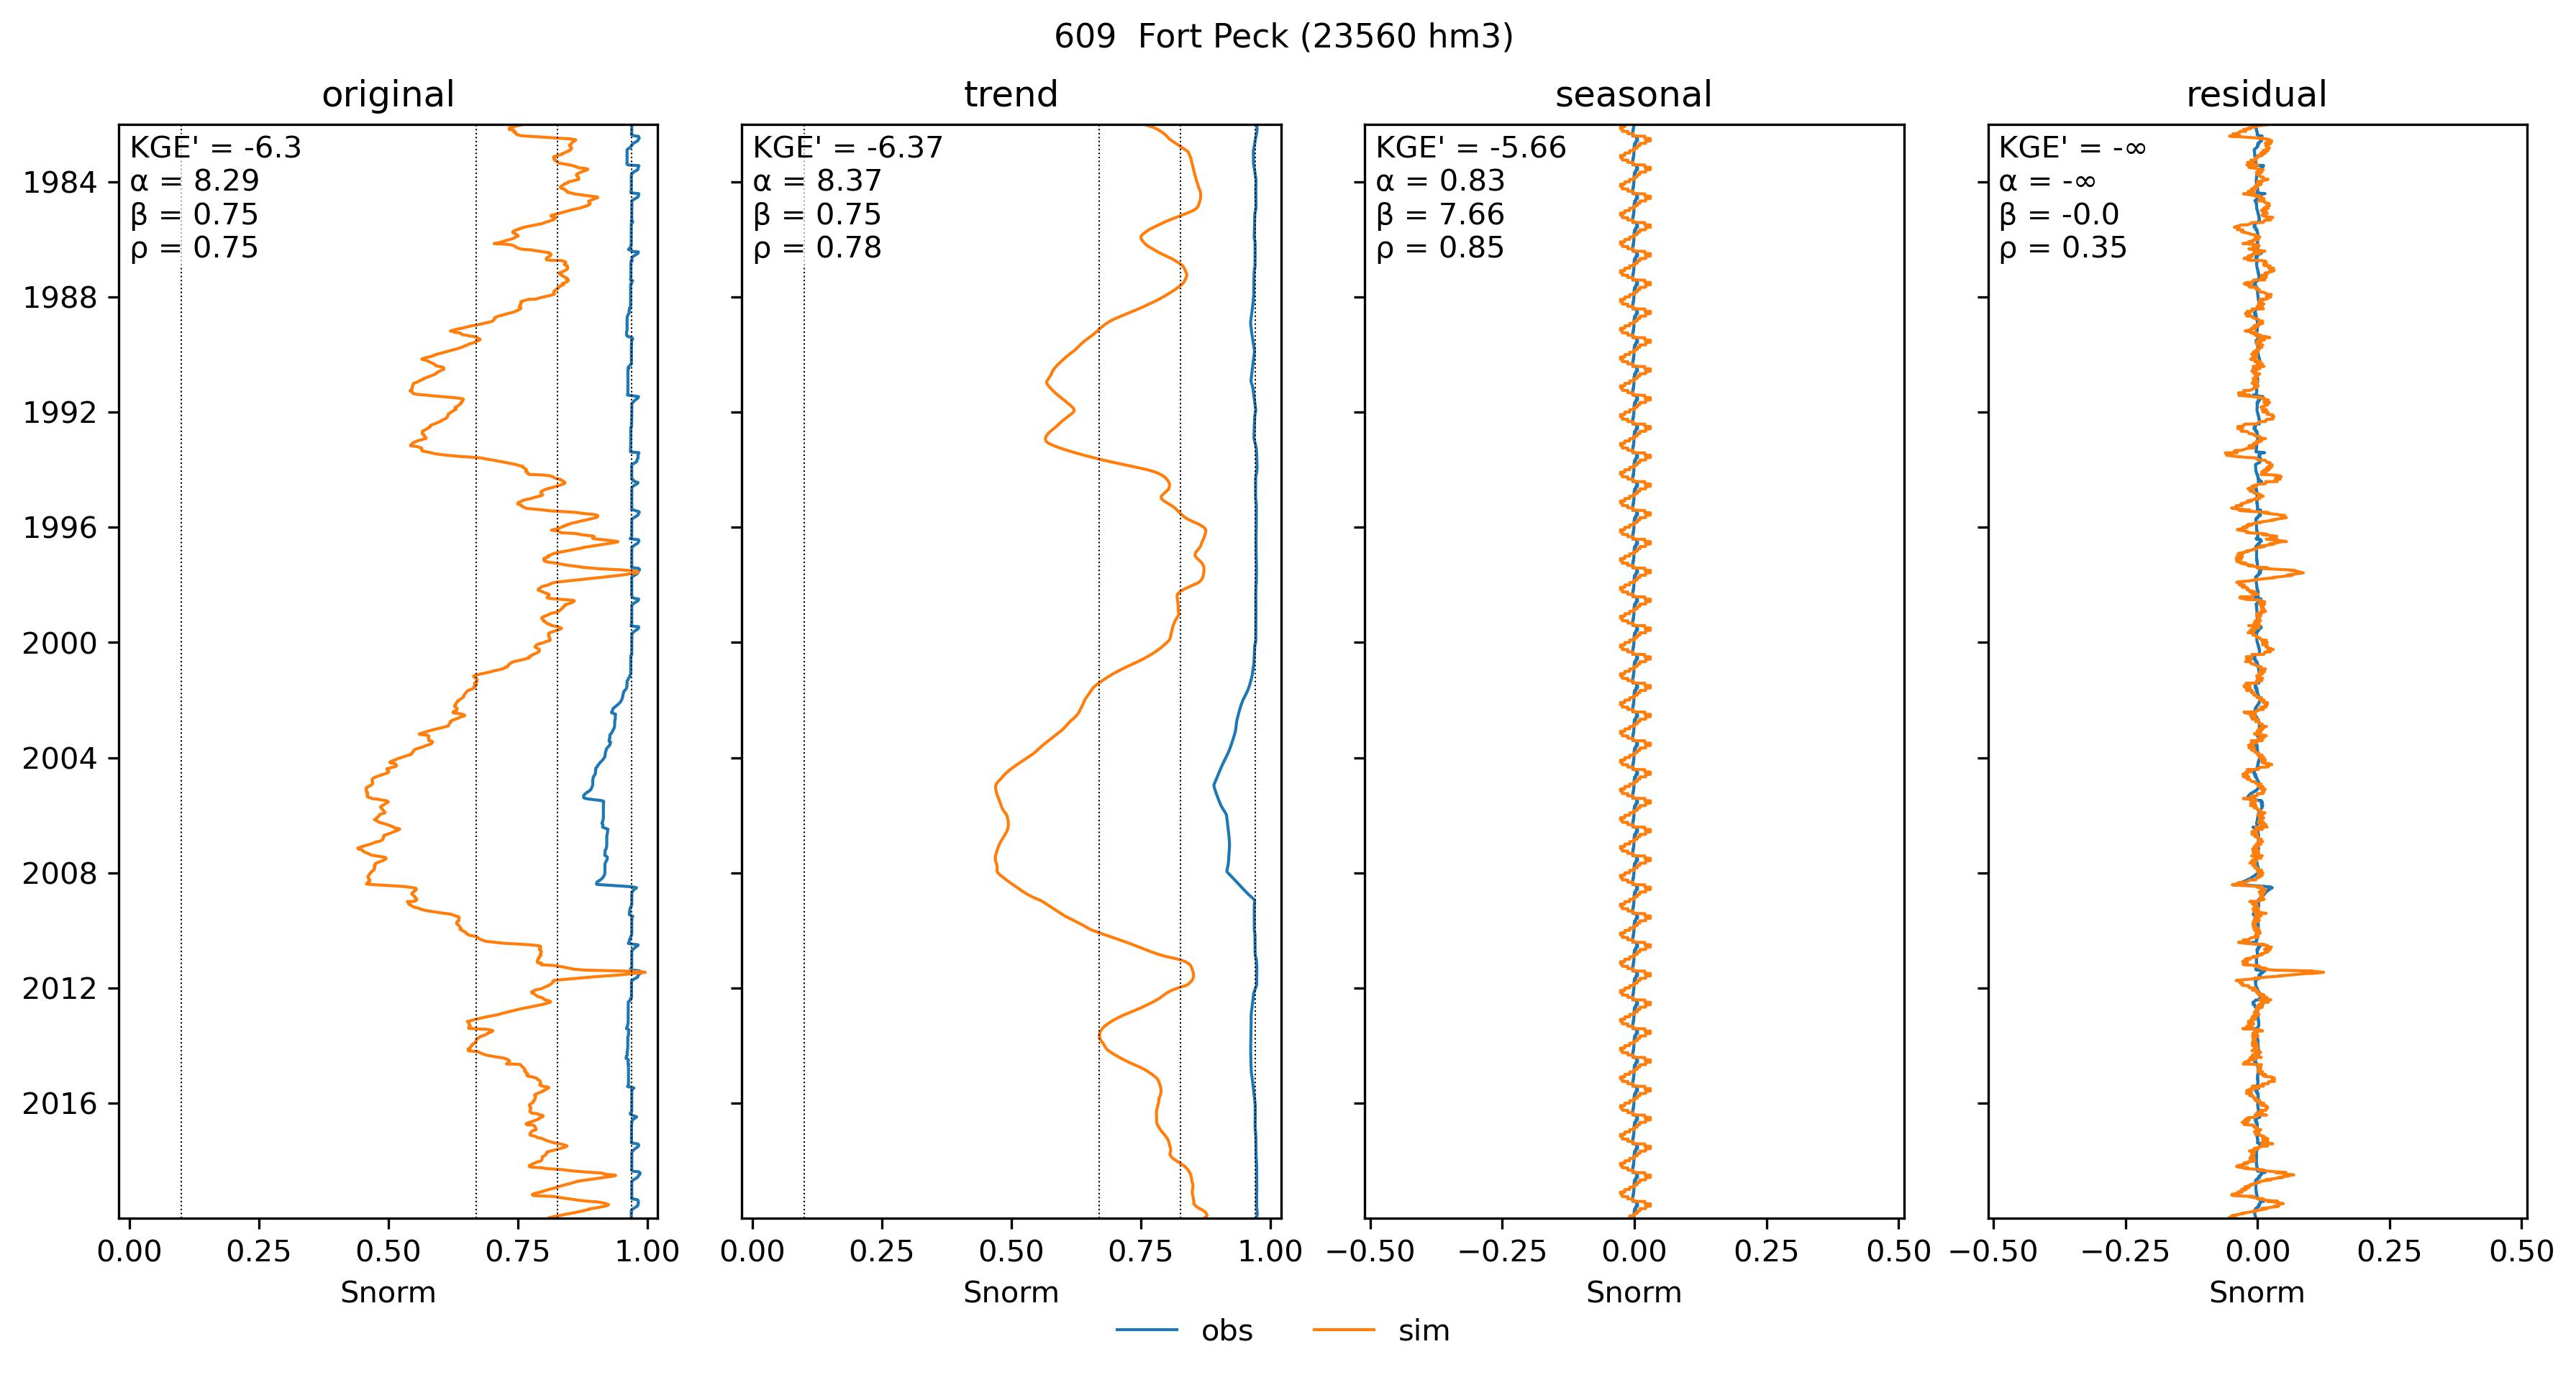 609  Fort Peck (23560 hm3)
original
trend
seasonal
residual
KGE' = -6.3
α = 8.29
β = 0.75
ρ = 0.75
KGE' = -6.37
α = 8.37
β = 0.75
ρ = 0.78
KGE' = -5.66
α = 0.83
β = 7.66
ρ = 0.85
KGE' = -∞
α = -∞
β = -0.0
ρ = 0.35
1984
1988
1992
1996
2000
2004
2008
2012
2016
0.00 0.25 0.50 0.75 1.00
0.00 0.25 0.50 0.75 1.00
−0.50 −0.25 0.00 0.25 0.50
−0.50 −0.25 0.00 0.25 0.50
Snorm
Snorm
Snorm
Snorm
obs sim